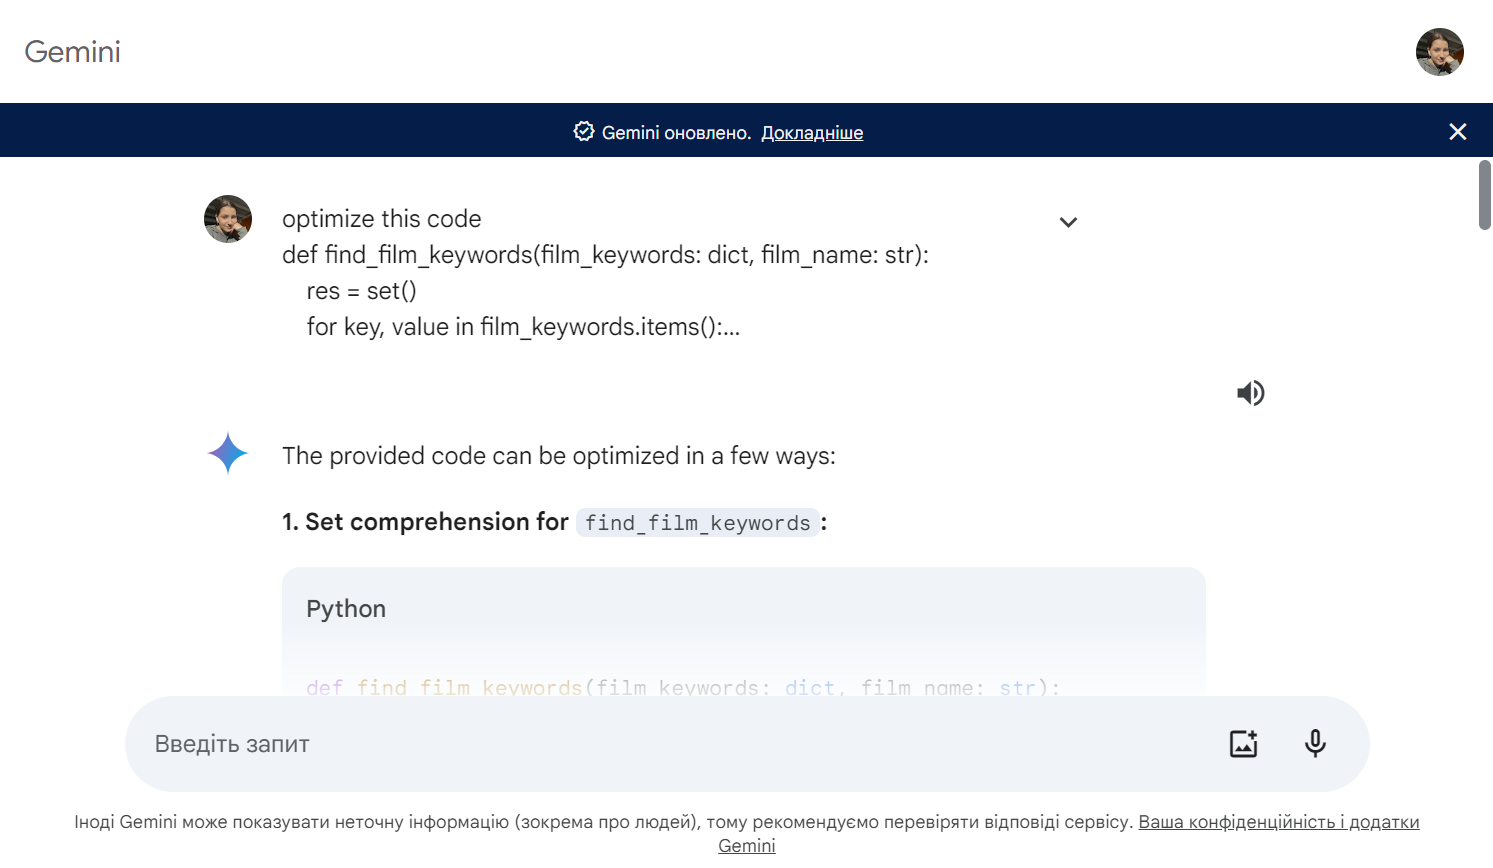 Gemini
Gemini оновлено. Докладніше
optimize this code
def find_film_keywords(film_keywords: dict, film_name: str):
res = set()
for key, value in film_keywords.items():...
The provided code can be optimized in a few ways:
1. Set comprehension for find_film_keywords:
Python
def find_film_keywords(film_keywords: dict, film_name: str):
Введіть запит
Іноді Gemini може показувати неточну інформацію (зокрема про людей), тому рекомендуємо перевіряти відповіді сервісу. Ваша конфіденційність і додатки
Gemini